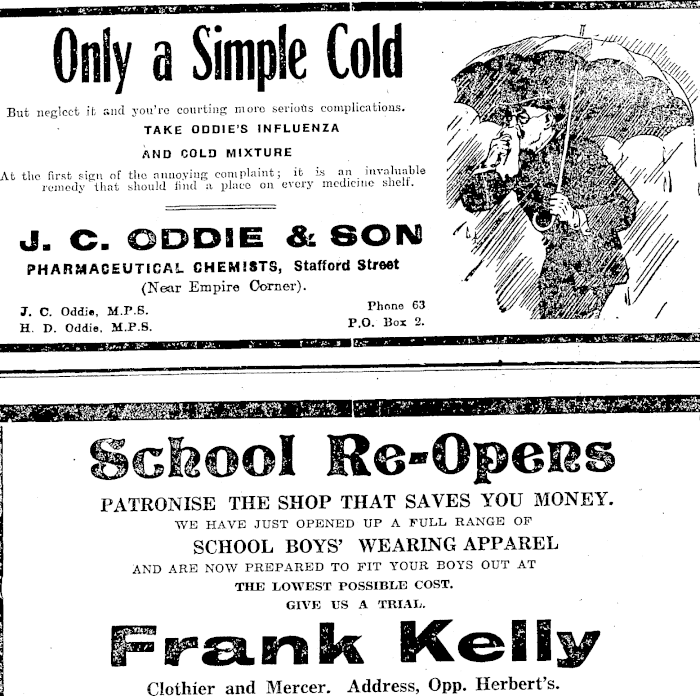 Only a Simple Cold
But neglect it and you're courting more serious complications.
TAKE ODDIE'S INFLUENZA
AND COLD MIXTURE
At the first sign of the annoying complaint; it is an invaluable
remedy that should find a place on every medicine shelf.
J. C. ODDIE & SON
PHARMACEUTICAL CHEMISTS, Stafford Street
(Near Empire Corner).
J. C. Oddie, M.P.S. Phone 63
H. D. Oddie, M.P.S. P.O. Box 2.
School Re-Opens
PATRONISE THE SHOP THAT SAVES YOU MONEY.
WE HAVE JUST OPENED UP A FULL RANGE OF
SCHOOL BOYS' WEARING APPAREL
AND ARE NOW PREPARED TO FIT YOUR BOYS OUT AT
THE LOWEST POSSIBLE COST.
GIVE US A TRIAL.
Frank Kelly
Clothier and Mercer. Address, Opp. Herbert's.